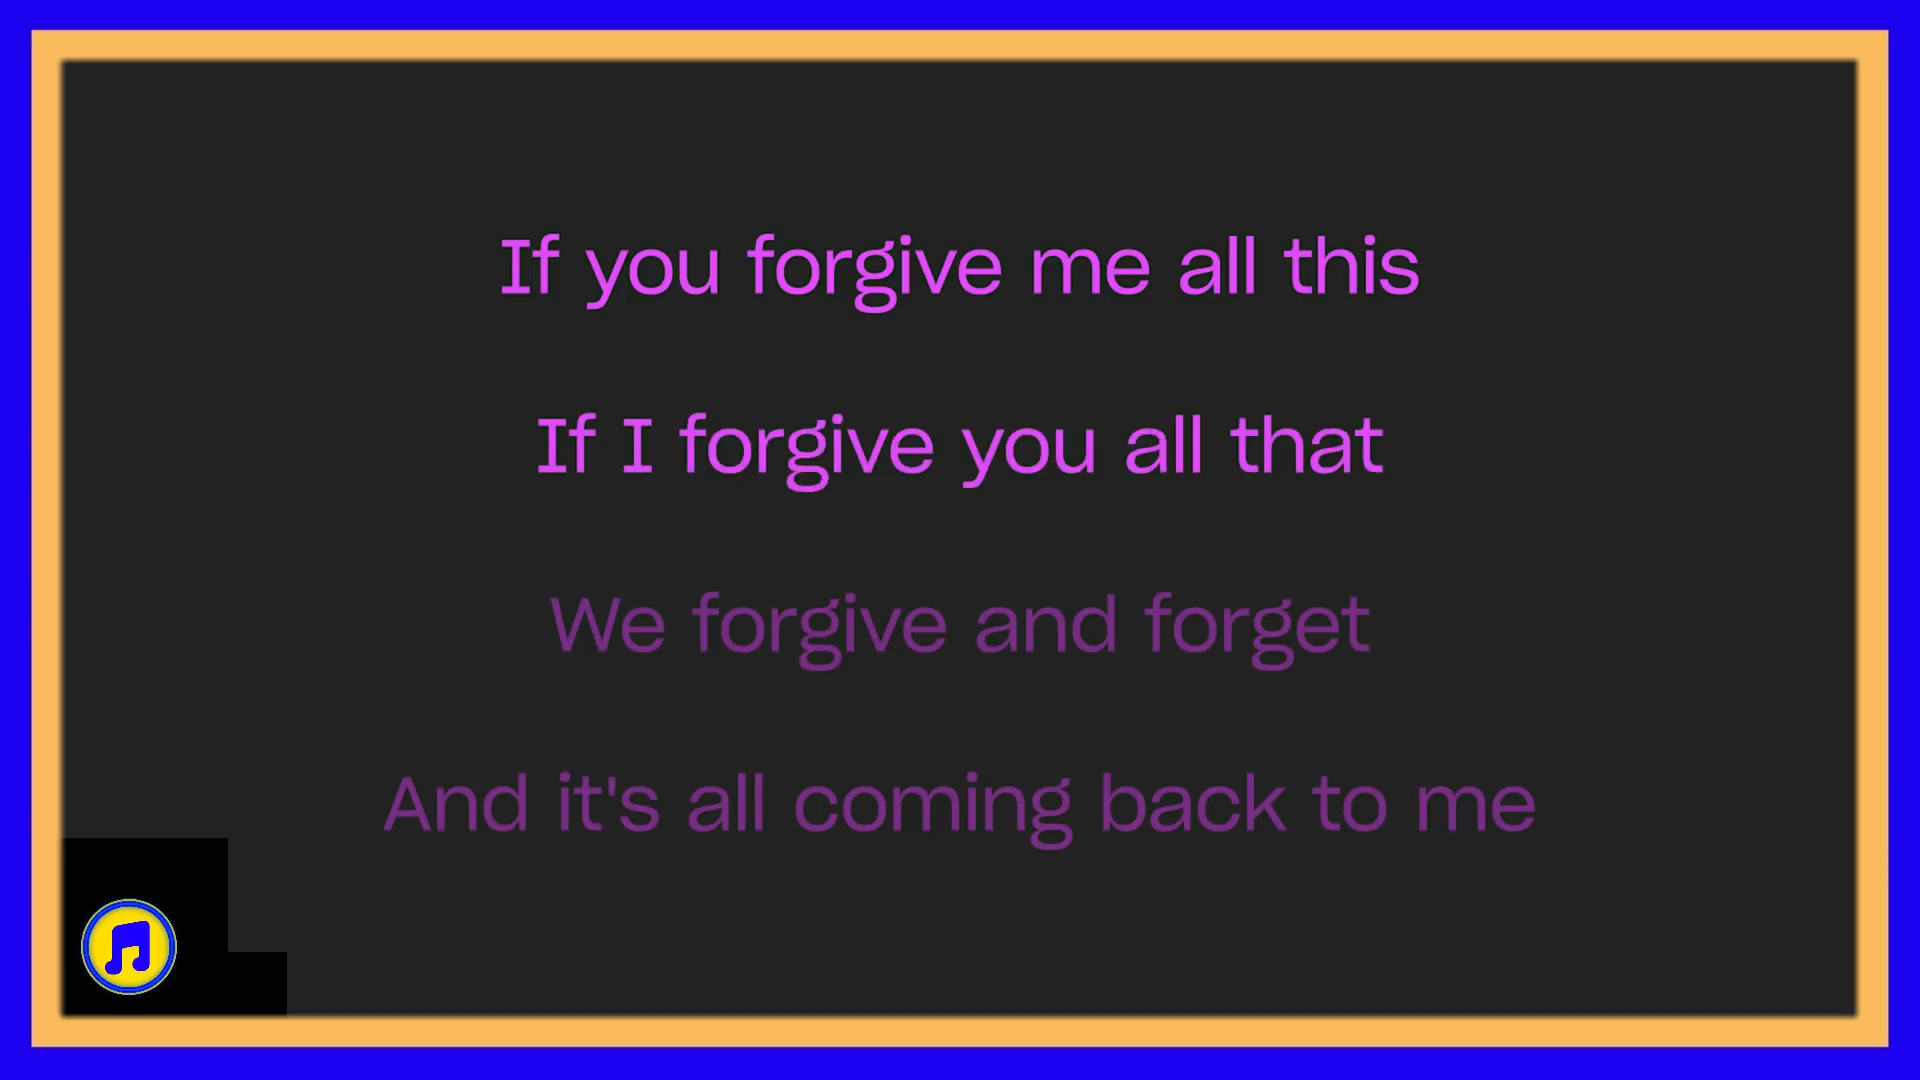 If you forgive me all this
If I forgive you all that
We forgive and forget
And it's all coming back to me